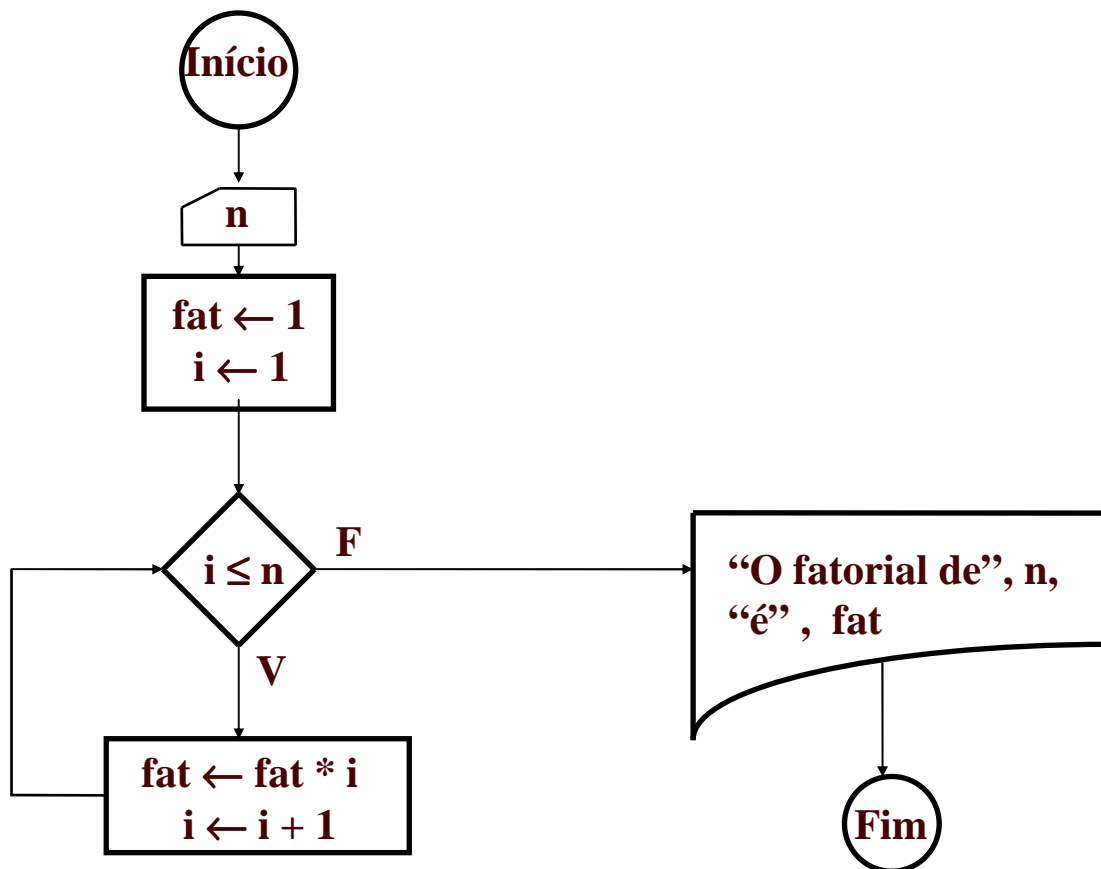 Início
n
fat ← 1
i ← 1
i ≤ n
F
V
fat ← fat * i
i ← i + 1
“O fatorial de”, n,
“é” , fat
Fim